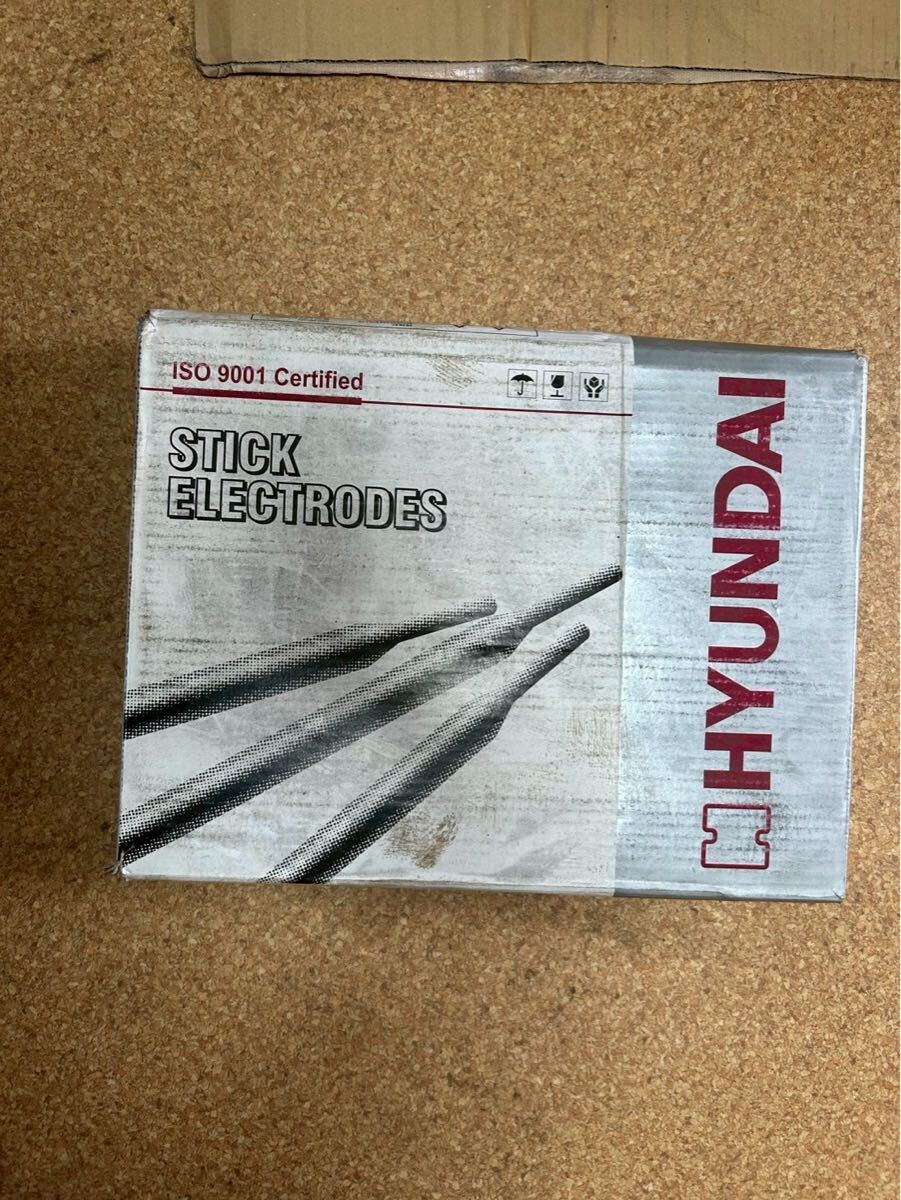 ISO 9001 Certified
STICK
ELECTRODES
HYUNDAI